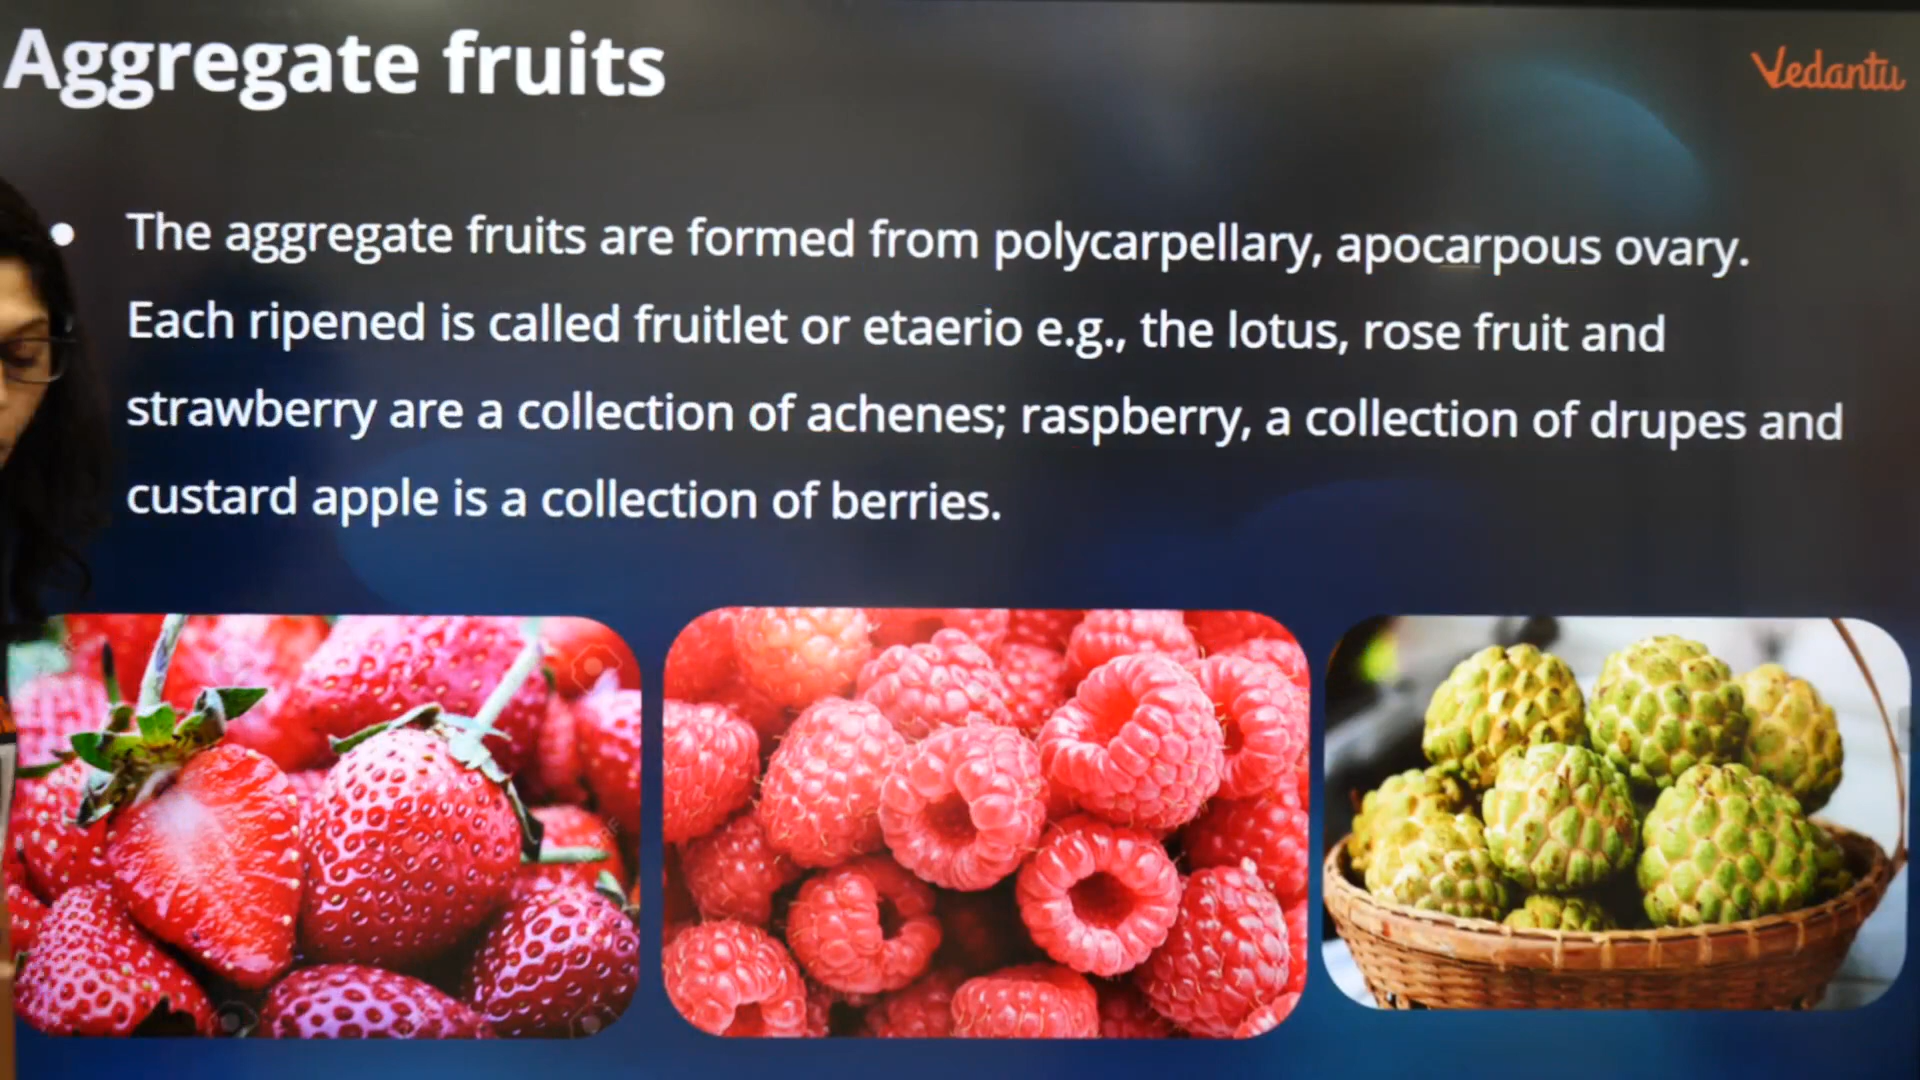 Aggregate fruits
Vedantu
The aggregate fruits are formed from polycarpellary, apocarpous ovary.
Each ripened is called fruitlet or etaerio e.g., the lotus, rose fruit and
strawberry are a collection of achenes; raspberry, a collection of drupes and
custard apple is a collection of berries.